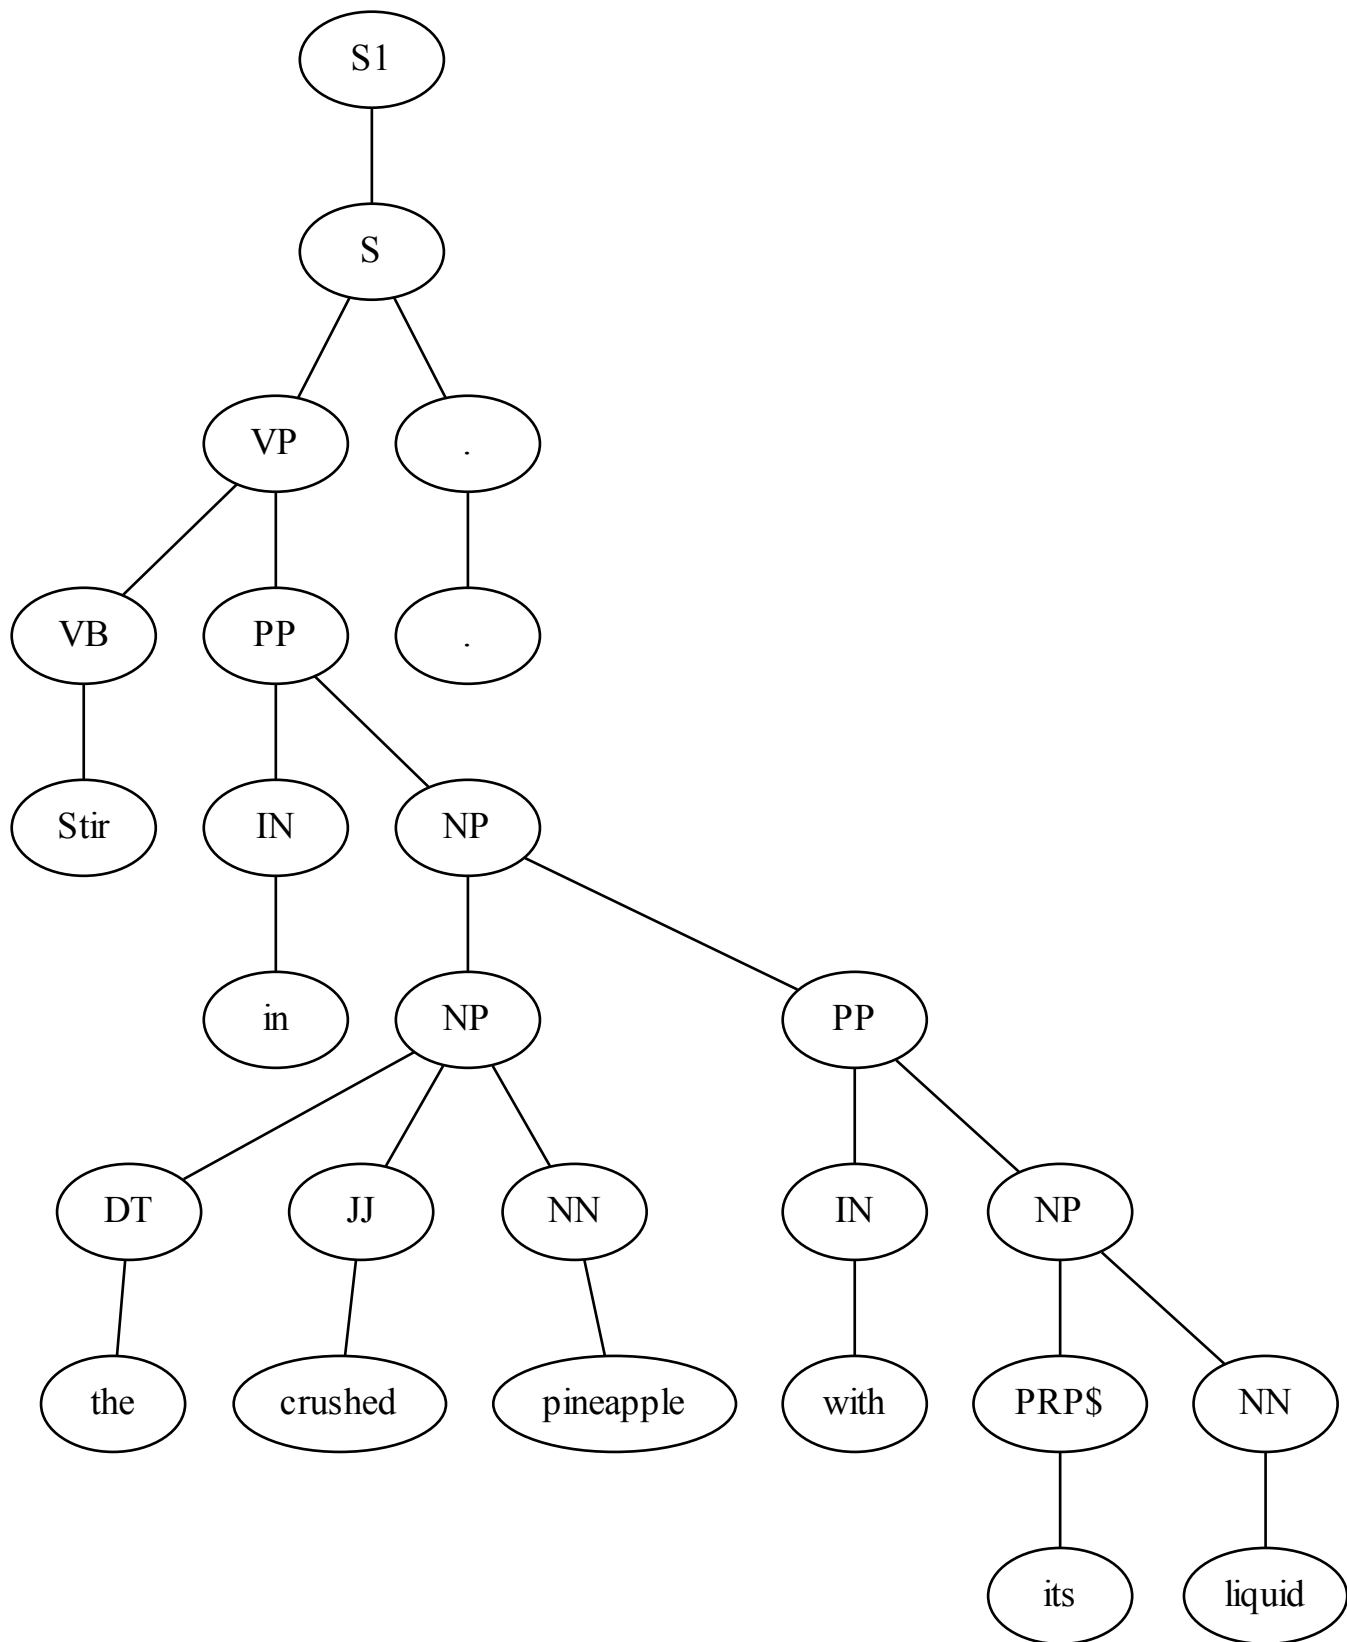 S1
S
VP .
VB PP .
Stir IN NP
in NP PP
DT JJ NN IN NP
the crushed pineapple with PRP$ NN
its liquid